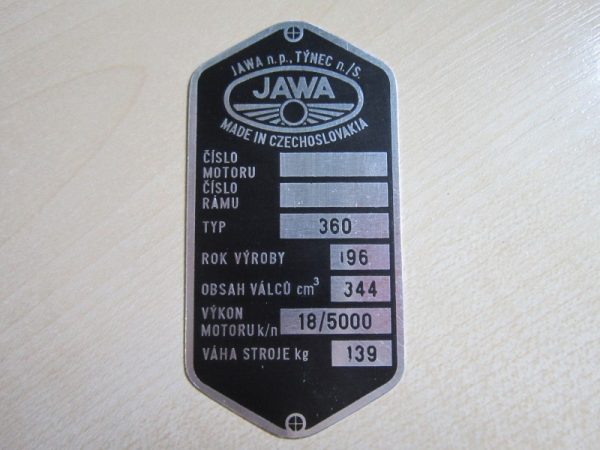 JAWA n.p., TÝNEC n./S.
JAWA
MADE IN CZECHOSLOVAKIA
ČÍSLO
MOTORU
ČÍSLO
RÁMU
TYP 360
ROK VÝROBY 196
OBSAH VÁLCŮ cm³ 344
VÝKON
MOTORU k/n 18/5000
VÁHA STROJE kg 139